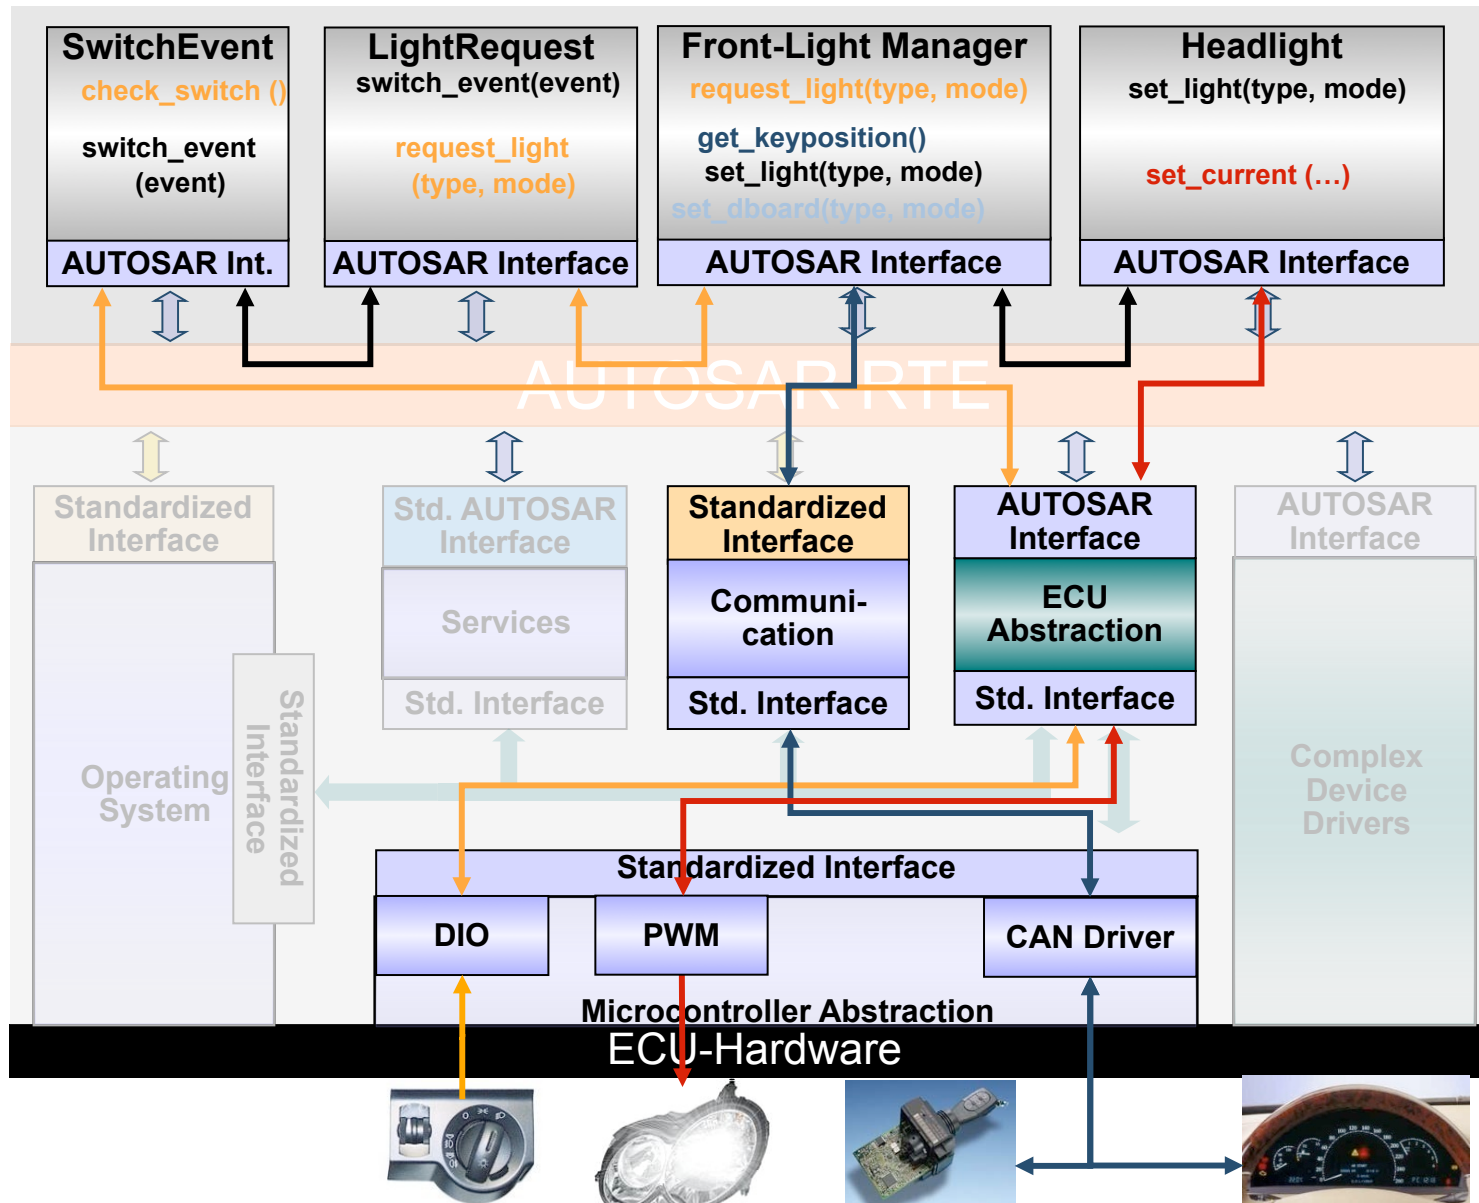 SwitchEvent
check_switch ()
switch_event
(event)
AUTOSAR Int.
LightRequest
switch_event(event)
request_light
(type, mode)
AUTOSAR Interface
Front-Light Manager
request_light(type, mode)
get_keyposition()
set_light(type, mode)
set_dboard(type, mode)
AUTOSAR Interface
Headlight
set_light(type, mode)
set_current (…)
AUTOSAR Interface
AUTOSAR RTE
Standardized
Interface
Operating
System
Standardized
Interface
Std. AUTOSAR
Interface
Services
Std. Interface
Standardized
Interface
Communi-
cation
Std. Interface
AUTOSAR
Interface
ECU
Abstraction
Std. Interface
AUTOSAR
Interface
Complex
Device
Drivers
Standardized Interface
DIO
PWM
CAN Driver
Microcontroller Abstraction
ECU-Hardware